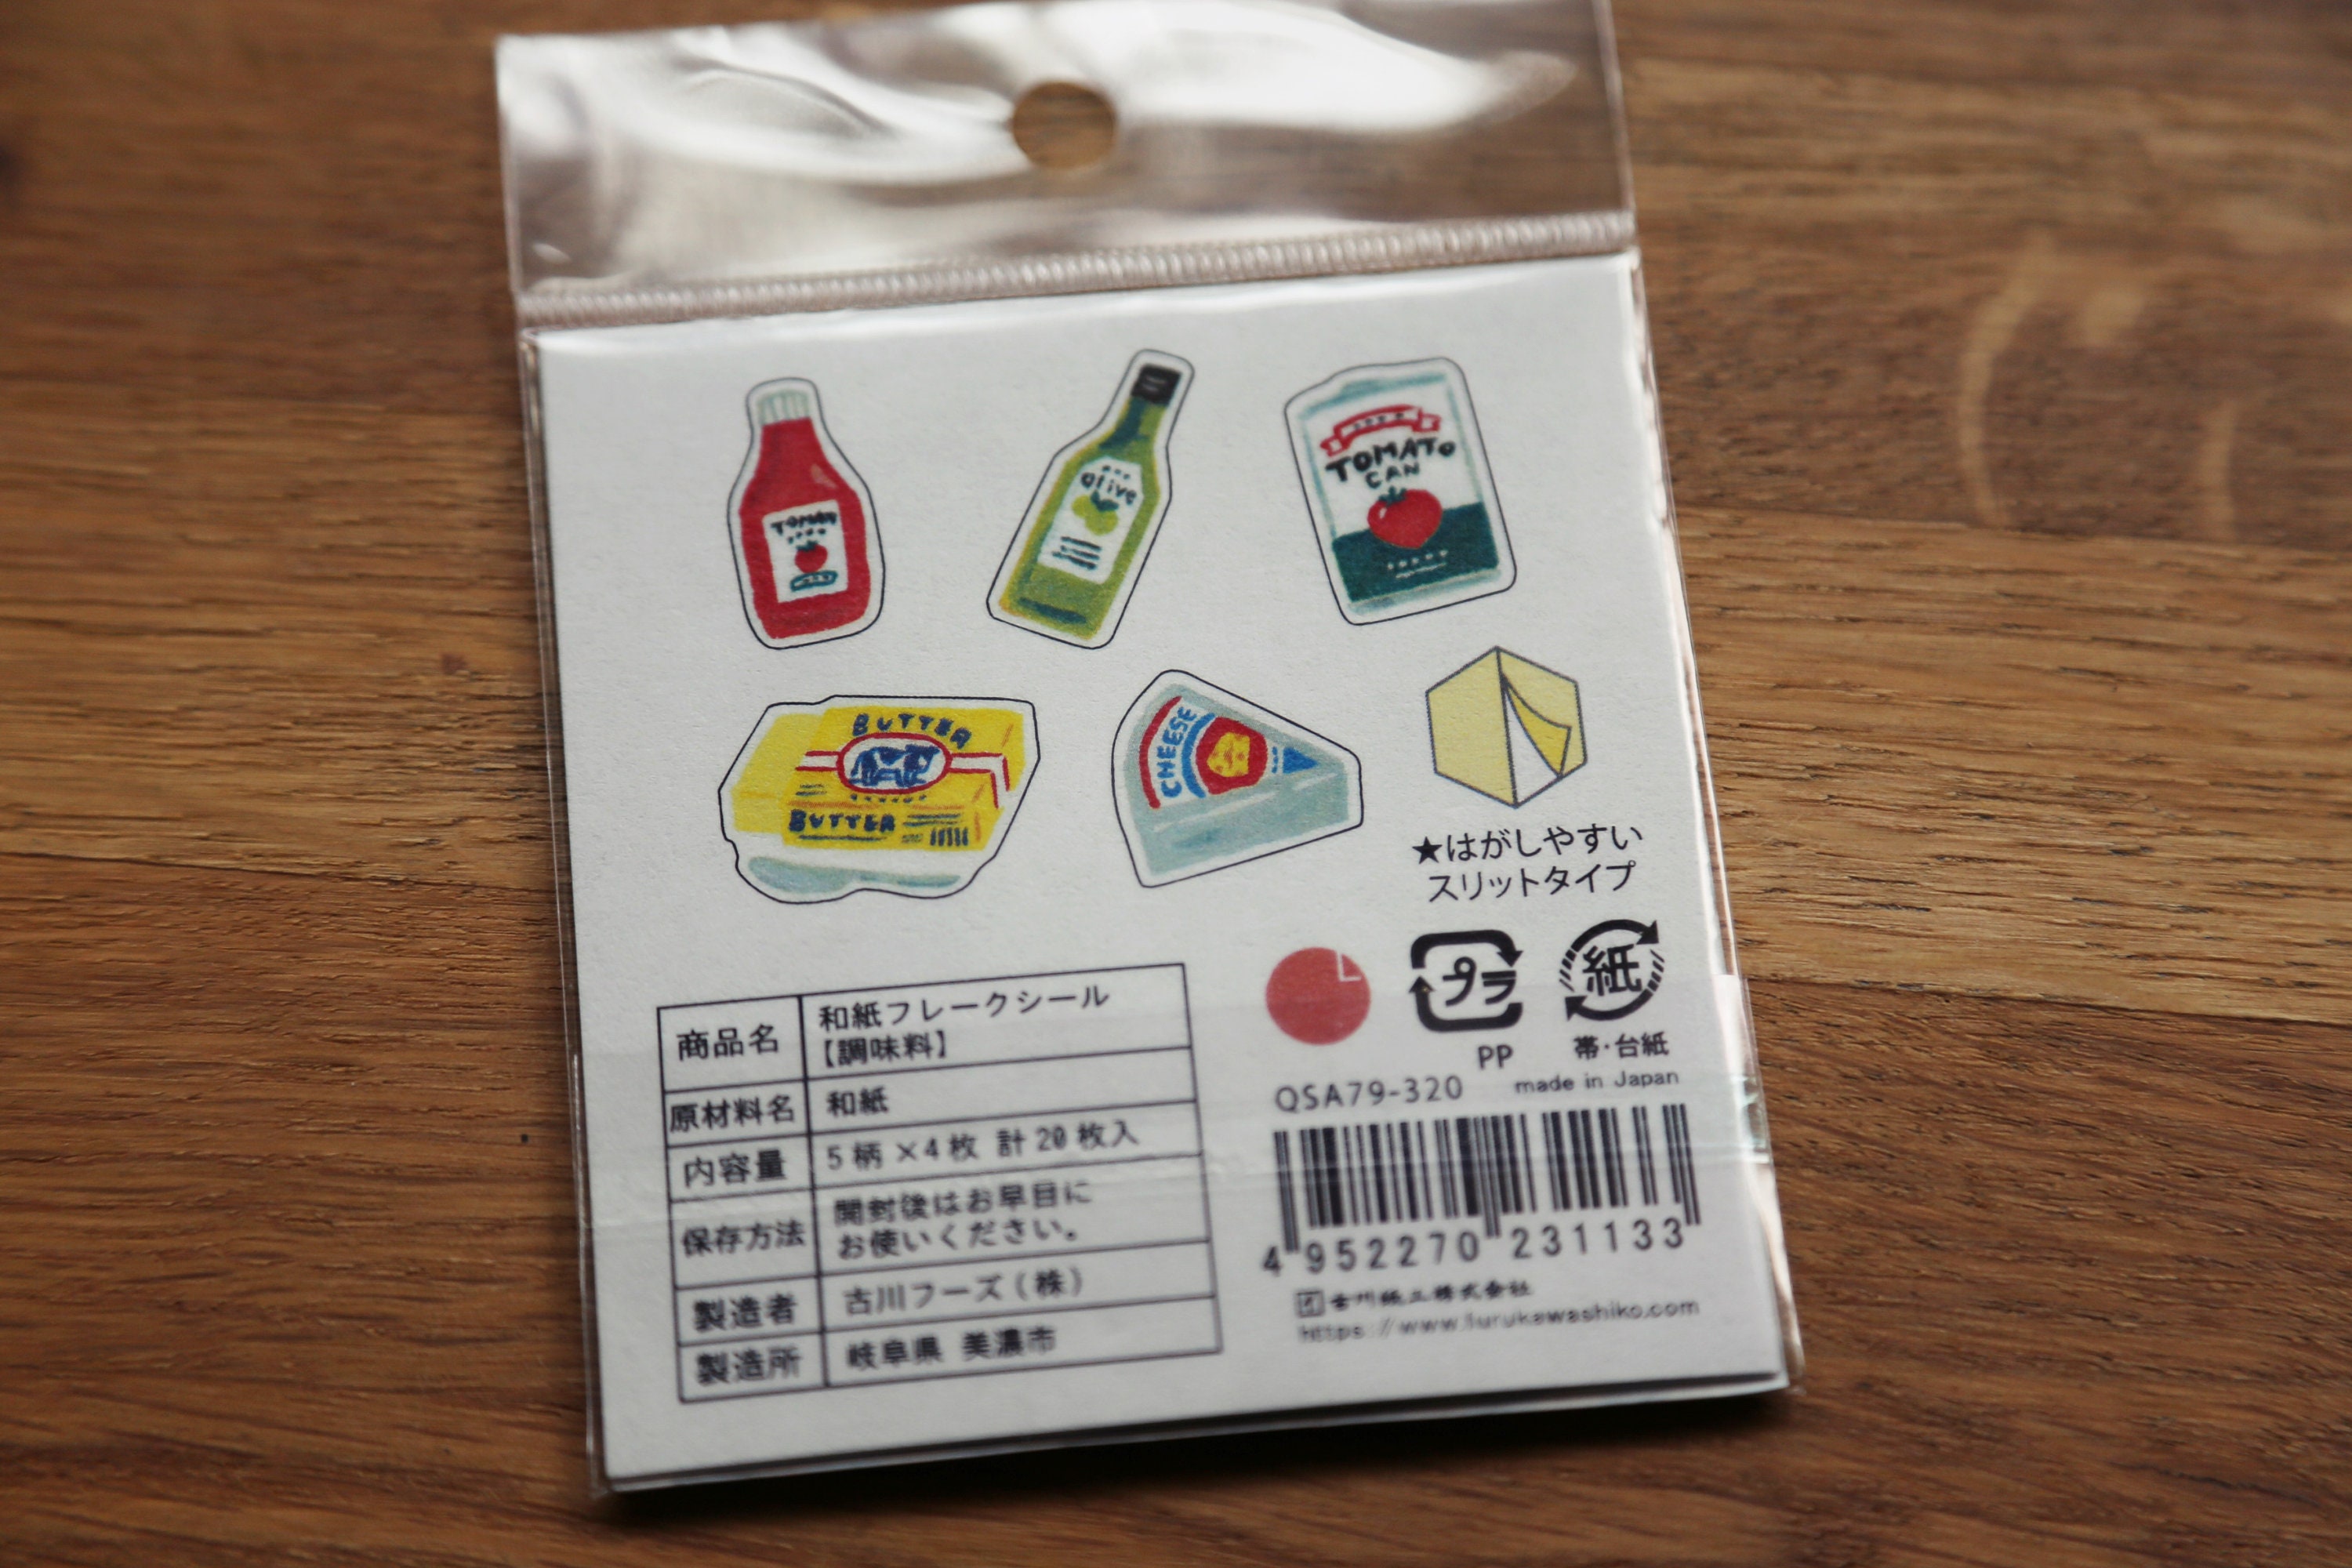 TOMATO
olive
TOMATO
CAN
BUTTER
BUTTER
CHEESE
★はがしやすい
スリットタイプ
プラ
紙
PP
帯・台紙
QSA79-320
made in Japan
4 952270 231133
古川紙工株式会社
https://www.furukawashiko.com
商品名
和紙フレークシール
【調味料】
原材料名
和紙
内容量
5柄×4枚 計20枚入
保存方法
開封後はお早目に
お使いください。
製造者
古川フーズ(株)
製造所
岐阜県 美濃市